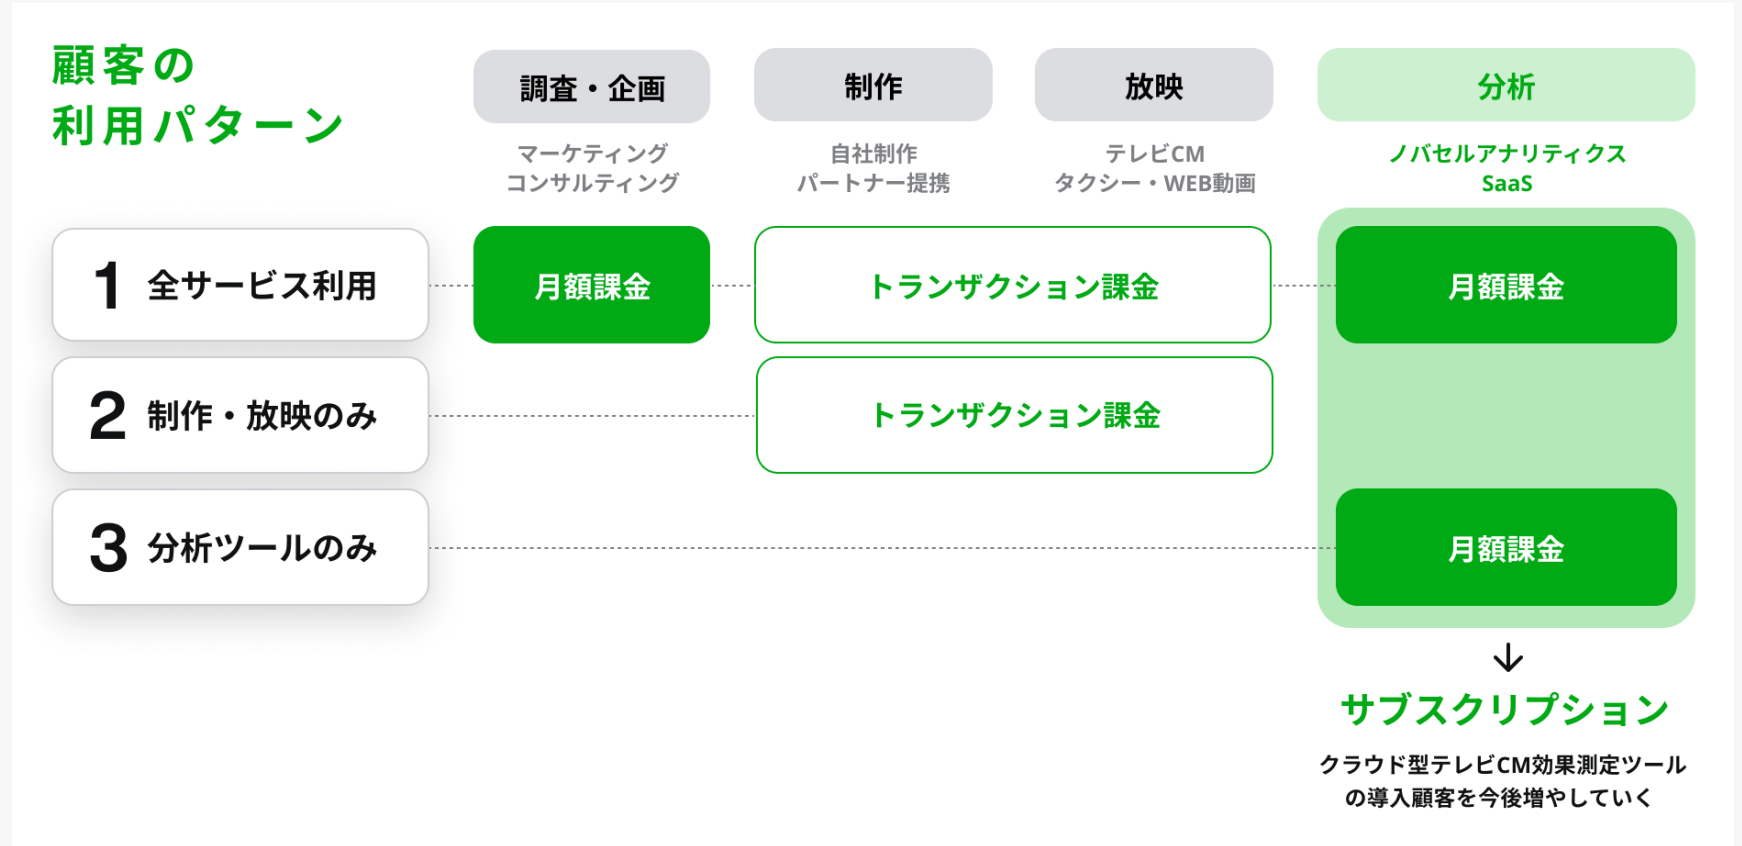 顧客の
利用パターン
調査・企画
制作
放映
分析
マーケティング
コンサルティング
自社制作
パートナー提携
テレビCM
タクシー・WEB動画
ノバセルアナリティクス
SaaS
1 全サービス利用
月額課金
トランザクション課金
月額課金
2 制作・放映のみ
トランザクション課金
3 分析ツールのみ
月額課金
↓
サブスクリプション
クラウド型テレビCM効果測定ツール
の導入顧客を今後増やしていく